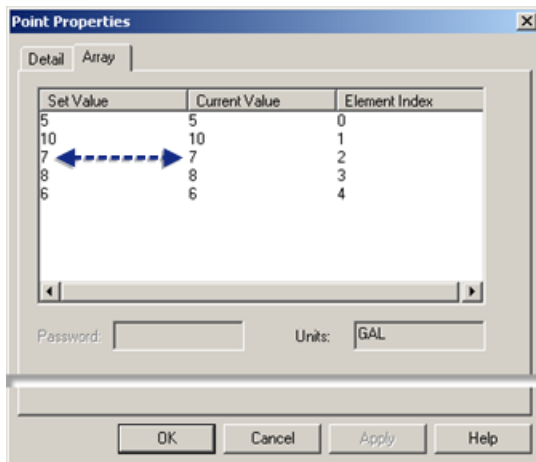 Point Properties
Detail Array
Set Value Current Value Element Index
5 5 0
10 10 1
7 7 2
8 8 3
6 6 4
Password: Units: GAL
OK Cancel Apply Help